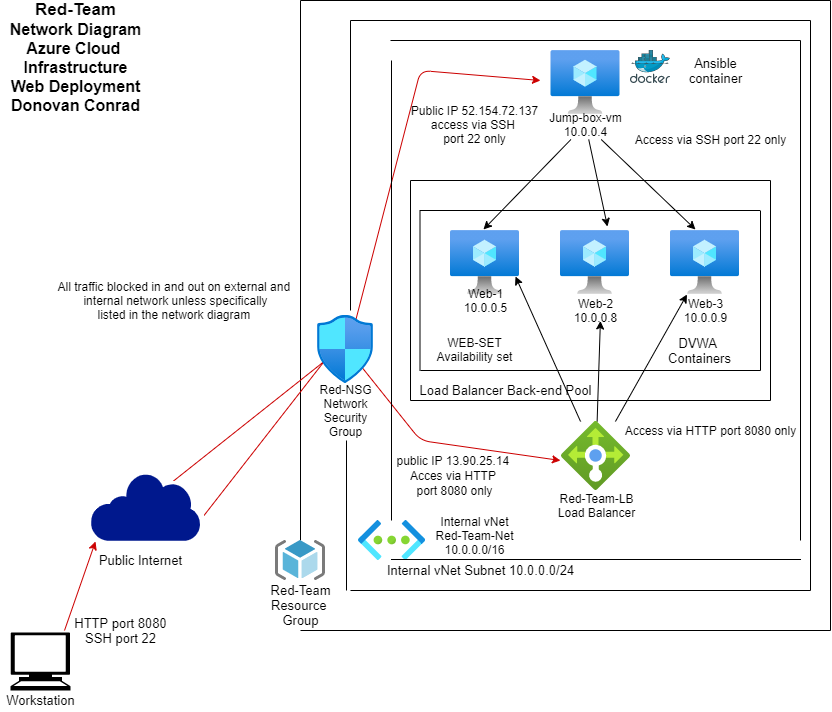 Red-Team
Network Diagram
Azure Cloud
Infrastructure
Web Deployment
Donovan Conrad
docker
Ansible
container
Public IP 52.154.72.137
access via SSH
port 22 only
Jump-box-vm
10.0.0.4
Access via SSH port 22 only
Web-1
10.0.0.5
Web-2
10.0.0.8
Web-3
10.0.0.9
All traffic blocked in and out on external and
internal network unless specifically
listed in the network diagram
WEB-SET
Availability set
DVWA
Containers
Load Balancer Back-end Pool
Red-NSG
Network
Security
Group
Access via HTTP port 8080 only
public IP 13.90.25.14
Acces via HTTP
port 8080 only
Red-Team-LB
Load Balancer
Internal vNet
Red-Team-Net
10.0.0.0/16
Public Internet
Internal vNet Subnet 10.0.0.0/24
Red-Team
Resource
Group
HTTP port 8080
SSH port 22
Workstation